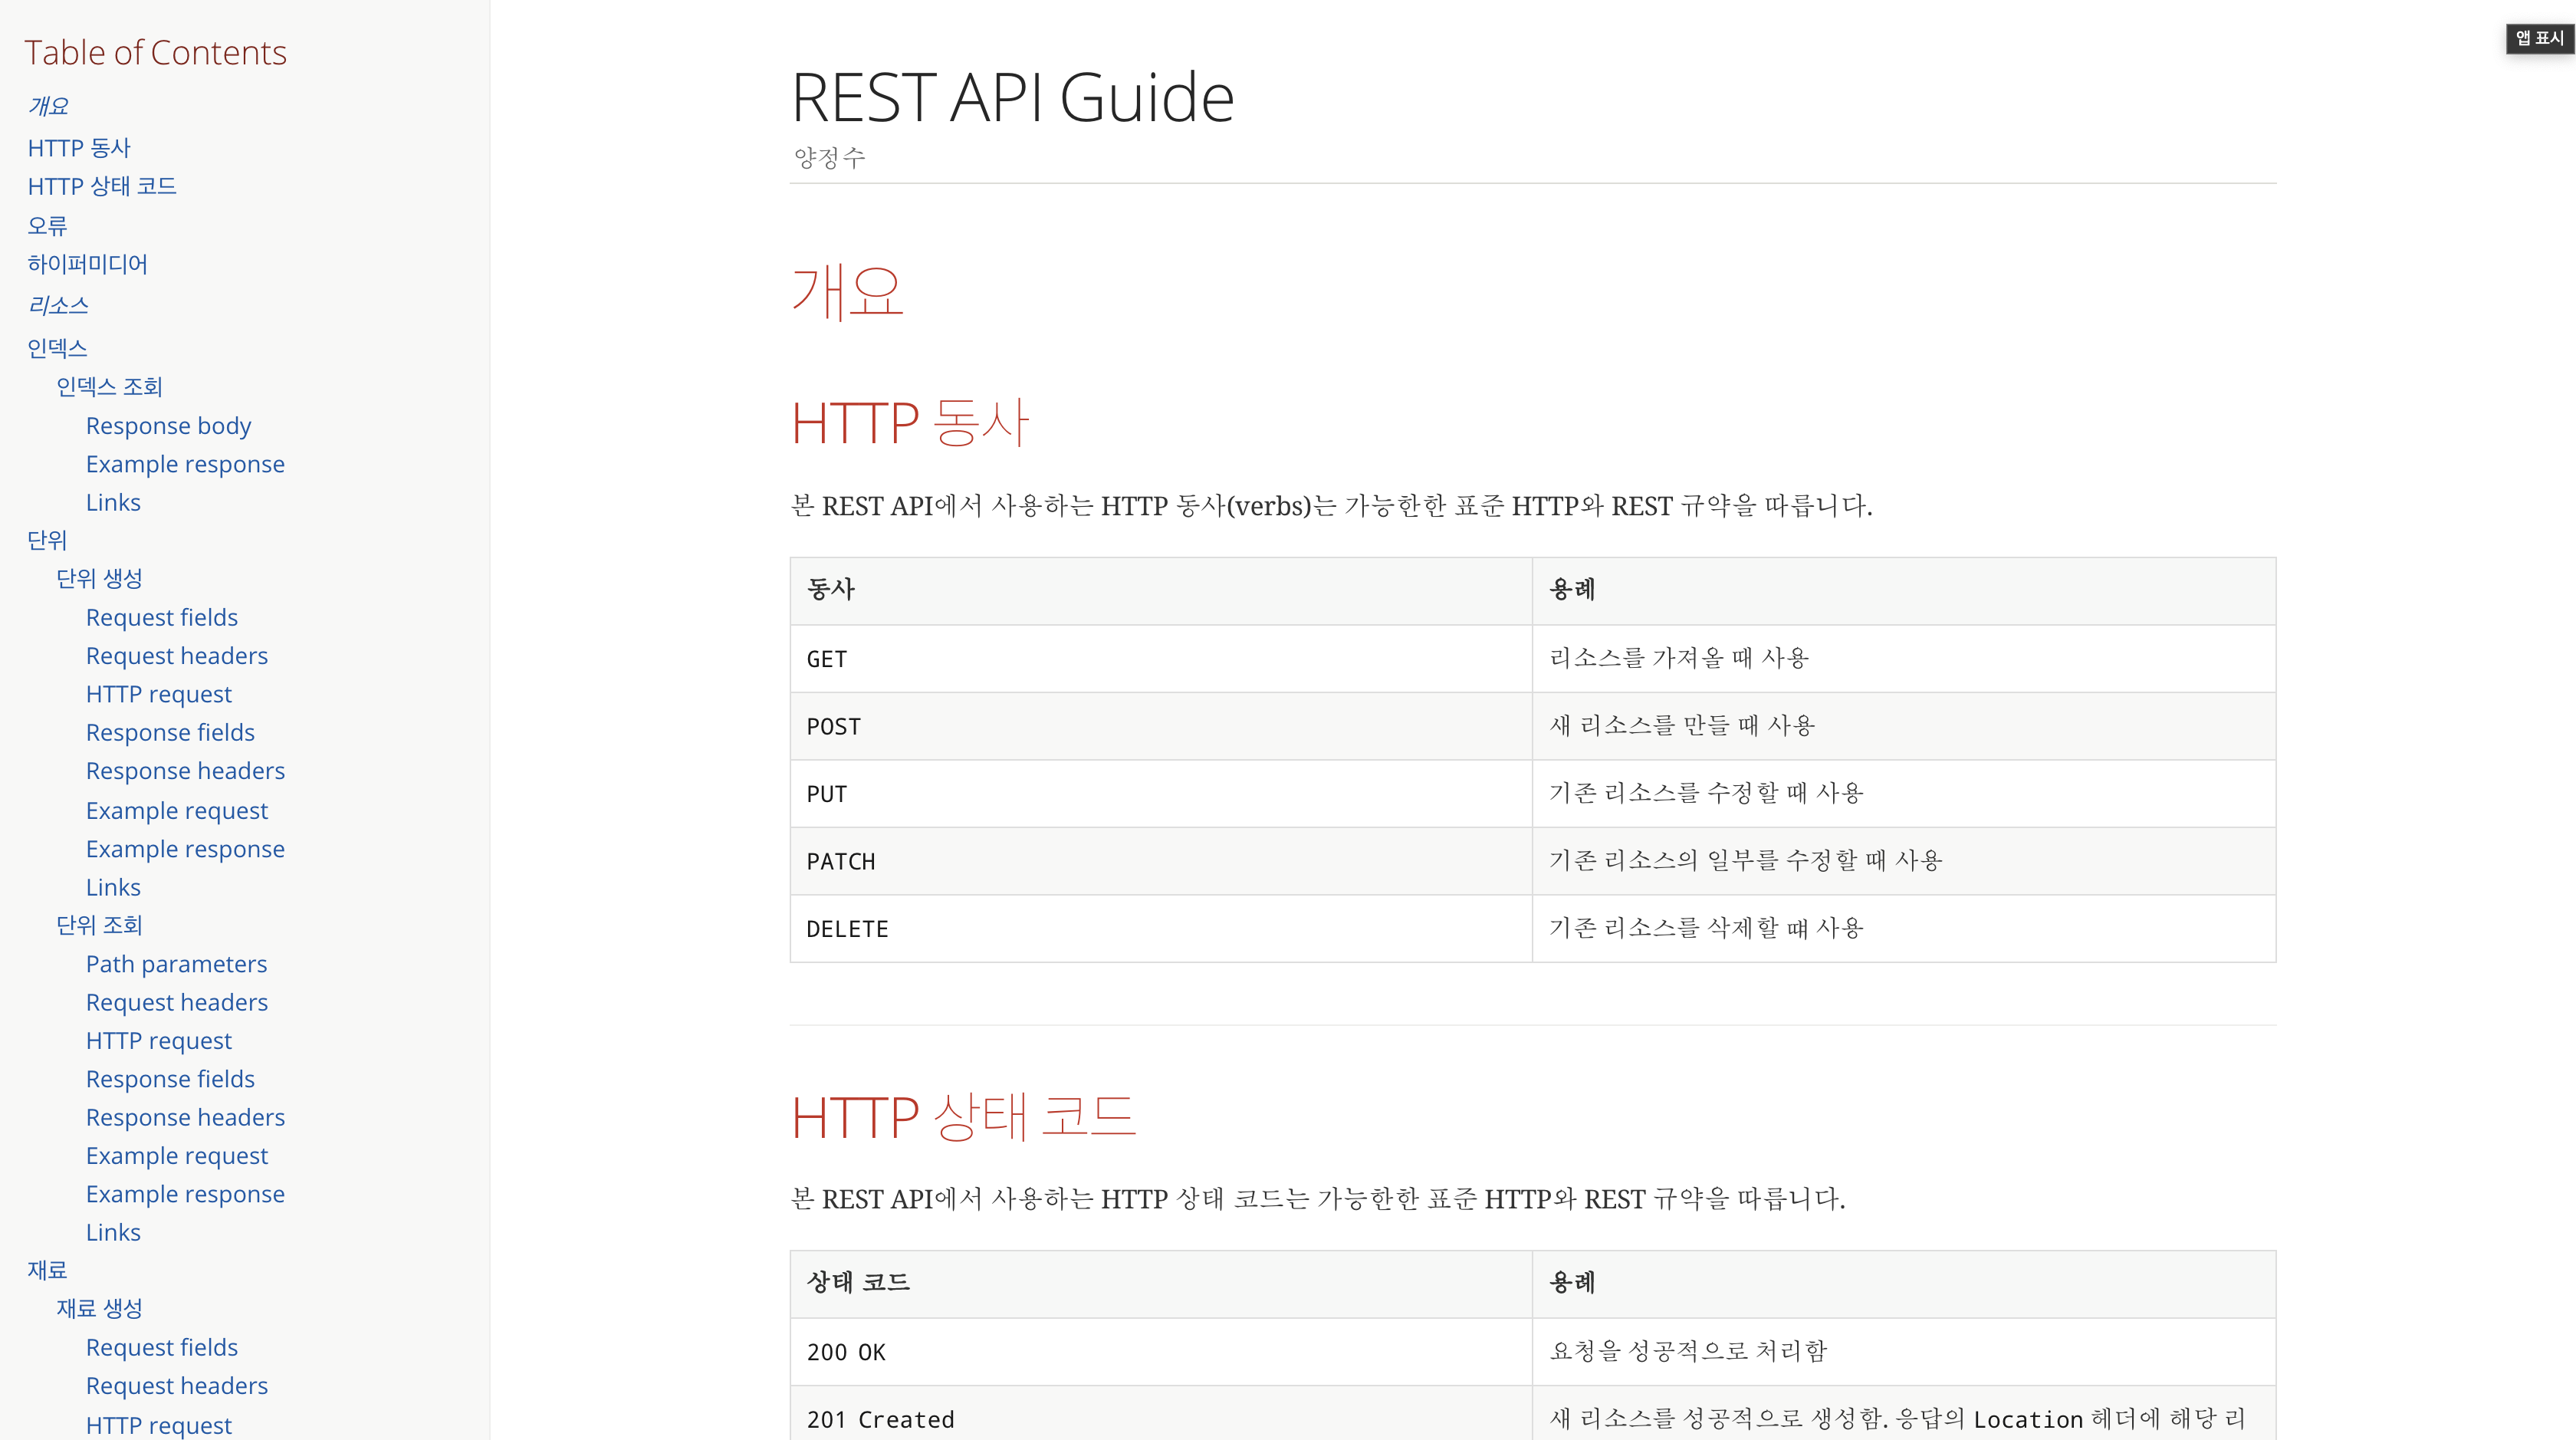 Table of Contents
개요
HTTP 동사
HTTP 상태 코드
오류
하이퍼미디어
리소스
인덱스
인덱스 조회
Response body
Example response
Links
단위
단위 생성
Request fields
Request headers
HTTP request
Response fields
Response headers
Example request
Example response
Links
단위 조회
Path parameters
Request headers
HTTP request
Response fields
Response headers
Example request
Example response
Links
재료
재료 생성
Request fields
Request headers
HTTP request
앱 표시
REST API Guide
양정수
개요
HTTP 동사
본 REST API에서 사용하는 HTTP 동사(verbs)는 가능한한 표준 HTTP와 REST 규약을 따릅니다.
동사 용례
GET 리소스를 가져올 때 사용
POST 새 리소스를 만들 때 사용
PUT 기존 리소스를 수정할 때 사용
PATCH 기존 리소스의 일부를 수정할 때 사용
DELETE 기존 리소스를 삭제할 떄 사용
HTTP 상태 코드
본 REST API에서 사용하는 HTTP 상태 코드는 가능한한 표준 HTTP와 REST 규약을 따릅니다.
상태 코드 용례
200 OK 요청을 성공적으로 처리함
201 Created 새 리소스를 성공적으로 생성함. 응답의 Location 헤더에 해당 리